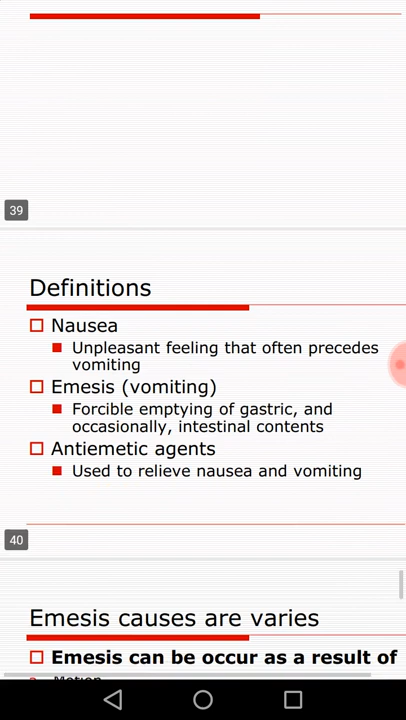 39
Definitions
Nausea
Unpleasant feeling that often precedes
vomiting
Emesis (vomiting)
Forcible emptying of gastric, and
occasionally, intestinal contents
Antiemetic agents
Used to relieve nausea and vomiting
40
Emesis causes are varies
Emesis can be occur as a result of
Motion